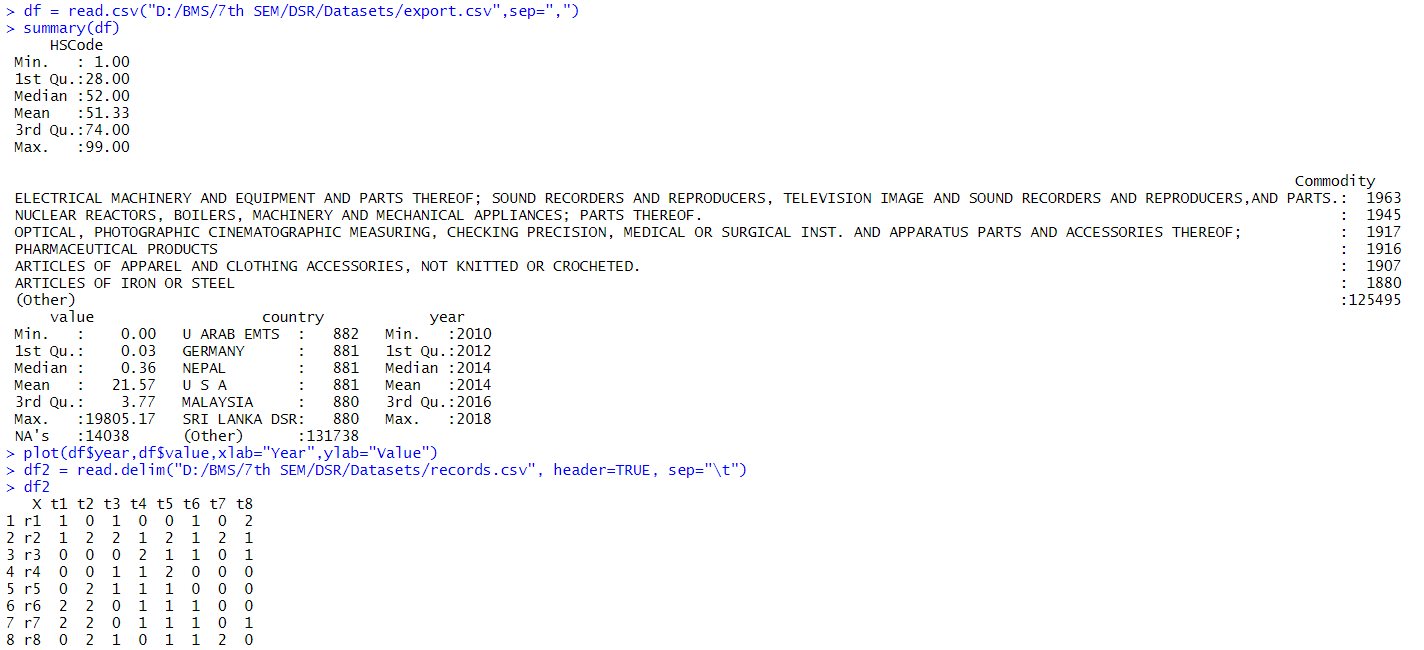 > df = read.csv("D:/BMS/7th SEM/DSR/Datasets/export.csv",sep=",")
> summary(df)
HSCode
Min.   : 1.00
1st Qu.:28.00
Median :52.00
Mean   :51.33
3rd Qu.:74.00
Max.   :99.00
Commodity
ELECTRICAL MACHINERY AND EQUIPMENT AND PARTS THEREOF; SOUND RECORDERS AND REPRODUCERS, TELEVISION IMAGE AND SOUND RECORDERS AND REPRODUCERS,AND PARTS.:  1963
NUCLEAR REACTORS, BOILERS, MACHINERY AND MECHANICAL APPLIANCES; PARTS THEREOF. :  1945
OPTICAL, PHOTOGRAPHIC CINEMATOGRAPHIC MEASURING, CHECKING PRECISION, MEDICAL OR SURGICAL INST. AND APPARATUS PARTS AND ACCESSORIES THEREOF; :  1917
PHARMACEUTICAL PRODUCTS :  1916
ARTICLES OF APPAREL AND CLOTHING ACCESSORIES, NOT KNITTED OR CROCHETED. :  1907
ARTICLES OF IRON OR STEEL :  1880
(Other) :125495
value country year
Min.   :    0.00   U ARAB EMTS  :   882   Min.   :2010
1st Qu.:    0.03   GERMANY      :   881   1st Qu.:2012
Median :    0.36   NEPAL        :   881   Median :2014
Mean   :   21.57   U S A        :   881   Mean   :2014
3rd Qu.:    3.77   MALAYSIA     :   880   3rd Qu.:2016
Max.   :19805.17   SRI LANKA DSR:   880   Max.   :2018
NA's   :14038      (Other)      :131738
> plot(df$year,df$value,xlab="Year",ylab="Value")
> df2 = read.delim("D:/BMS/7th SEM/DSR/Datasets/records.csv", header=TRUE, sep="\t")
> df2
X t1 t2 t3 t4 t5 t6 t7 t8
1 r1  1  0  1  0  0  1  0  2
2 r2  1  2  2  1  2  1  2  1
3 r3  0  0  0  2  1  1  0  1
4 r4  0  0  1  1  2  0  0  0
5 r5  0  2  1  1  1  0  0  0
6 r6  2  2  0  1  1  1  0  0
7 r7  2  2  0  1  1  1  0  1
8 r8  0  2  1  0  1  1  2  0